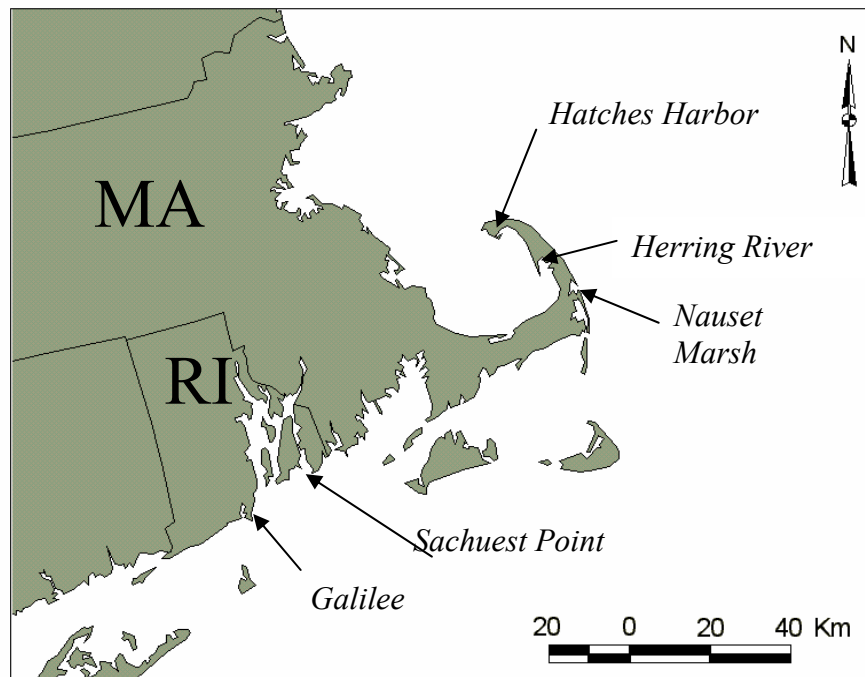 N
Hatches Harbor
MA
Herring River
Nauset
Marsh
RI
Sachuest Point
Galilee
20 0 20 40 Km